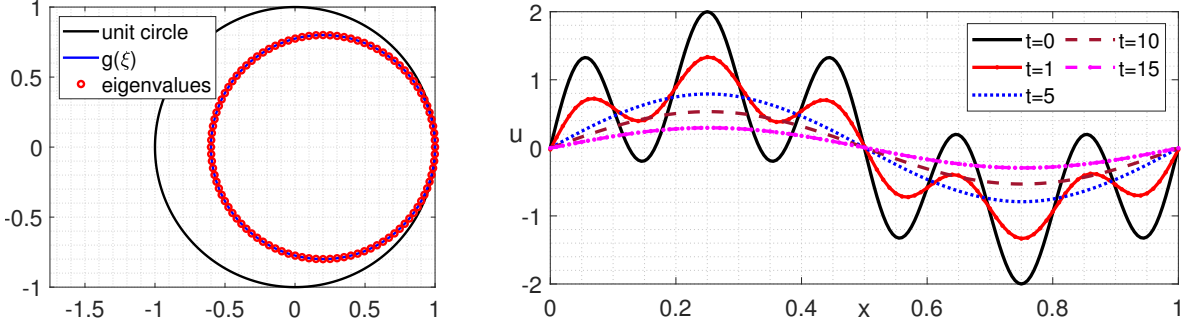 1
0.5
0
-0.5
-1
unit circle
g(ξ)
eigenvalues
-1.5 -1 -0.5 0 0.5 1
2
1
0
-1
-2
u
t=0 t=10
t=1 t=15
t=5
0 0.2 0.4 x 0.6 0.8 1